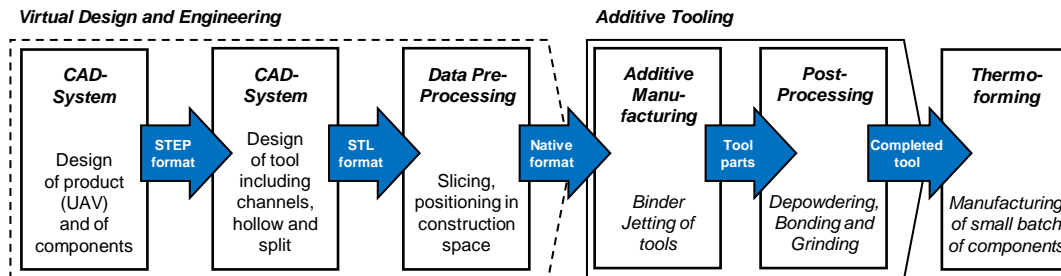 Virtual Design and Engineering
Additive Tooling
CAD-
System
Design
of product
(UAV)
and of
components
STEP
format
CAD-
System
Design
of tool
including
channels,
hollow and
split
STL
format
Data Pre-
Processing
Slicing,
positioning in
construction
space
Native
format
Additive
Manu-
facturing
Binder
Jetting of
tools
Tool
parts
Post-
Processing
Depowdering,
Bonding and
Grinding
Completed
tool
Thermo-
forming
Manufacturing
of small batch
of components